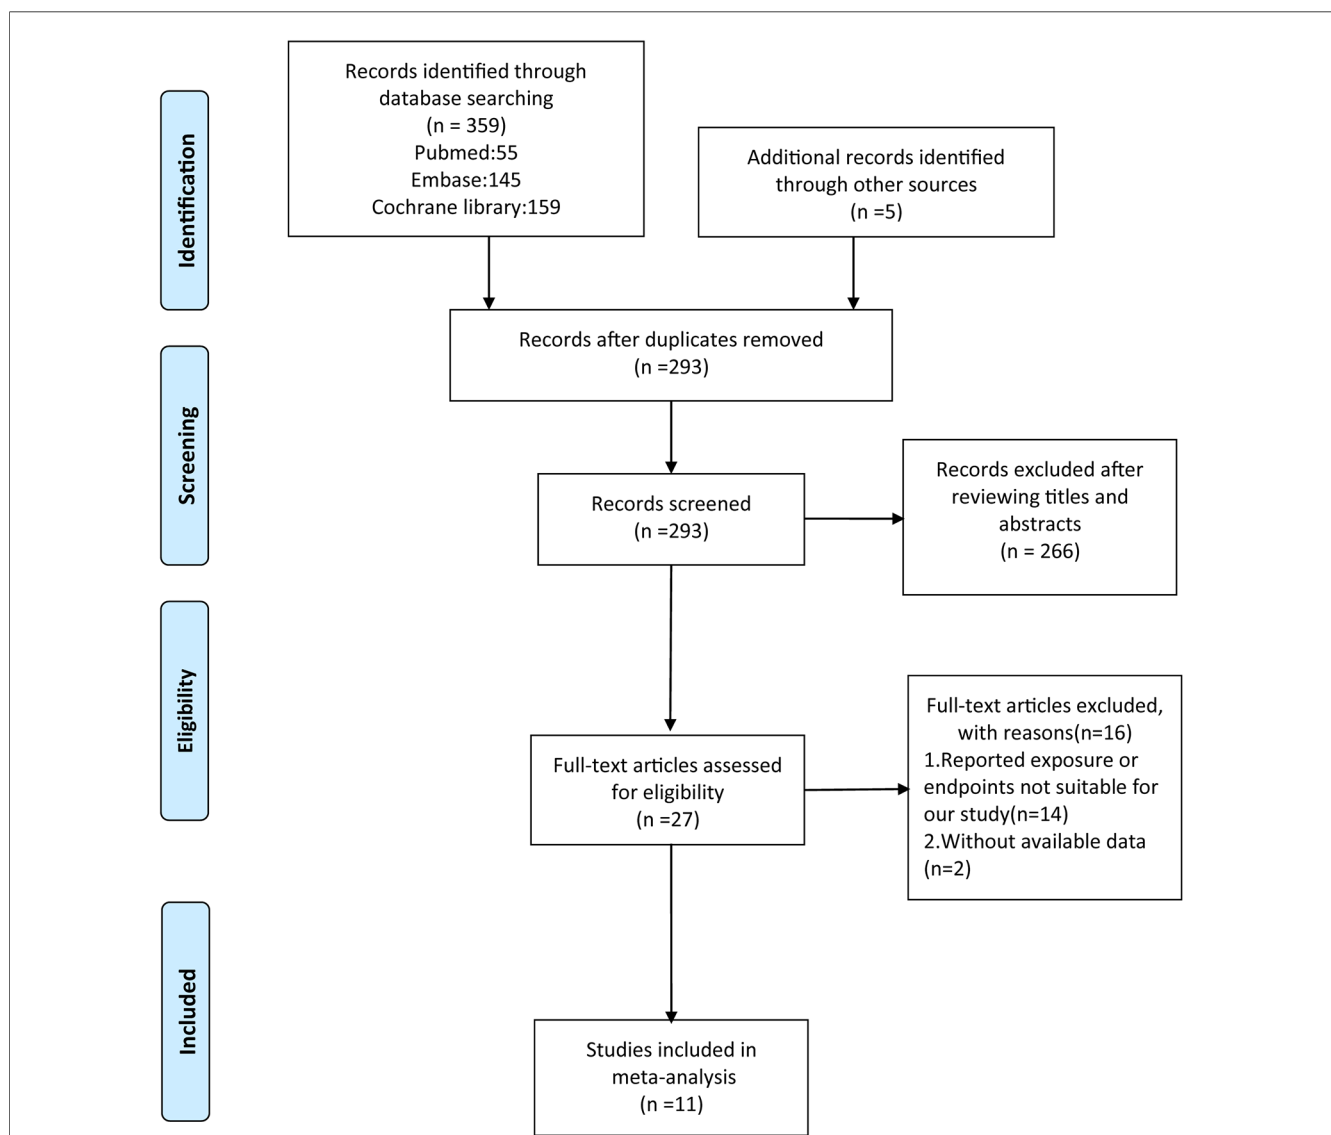 Identification
Records identified through
database searching
(n = 359)
Pubmed:55
Embase:145
Cochrane library:159
Additional records identified
through other sources
(n =5)
Records after duplicates removed
(n =293)
Screening
Records screened
(n =293)
Records excluded after
reviewing titles and
abstracts
(n = 266)
Eligibility
Full-text articles assessed
for eligibility
(n =27)
Full-text articles excluded,
with reasons(n=16)
1.Reported exposure or
endpoints not suitable for
our study(n=14)
2.Without available data
(n=2)
Included
Studies included in
meta-analysis
(n =11)